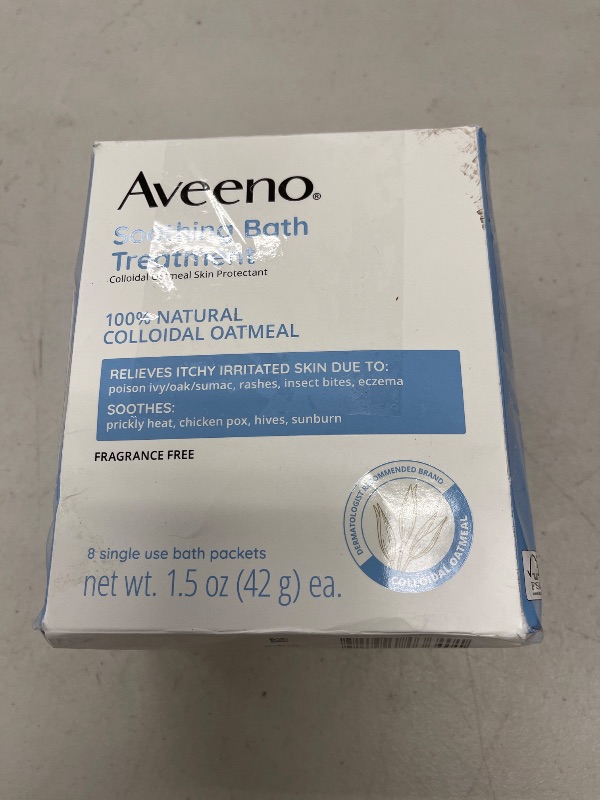 Aveeno®
Soothing Bath
Treatment
Colloidal Oatmeal Skin Protectant
100% NATURAL
COLLOIDAL OATMEAL
RELIEVES ITCHY IRRITATED SKIN DUE TO:
poison ivy/oak/sumac, rashes, insect bites, eczema
SOOTHES:
prickly heat, chicken pox, hives, sunburn
FRAGRANCE FREE
DERMATOLOGIST RECOMMENDED BRAND
COLLOIDAL OATMEAL
8 single use bath packets
net wt. 1.5 oz (42 g) ea.